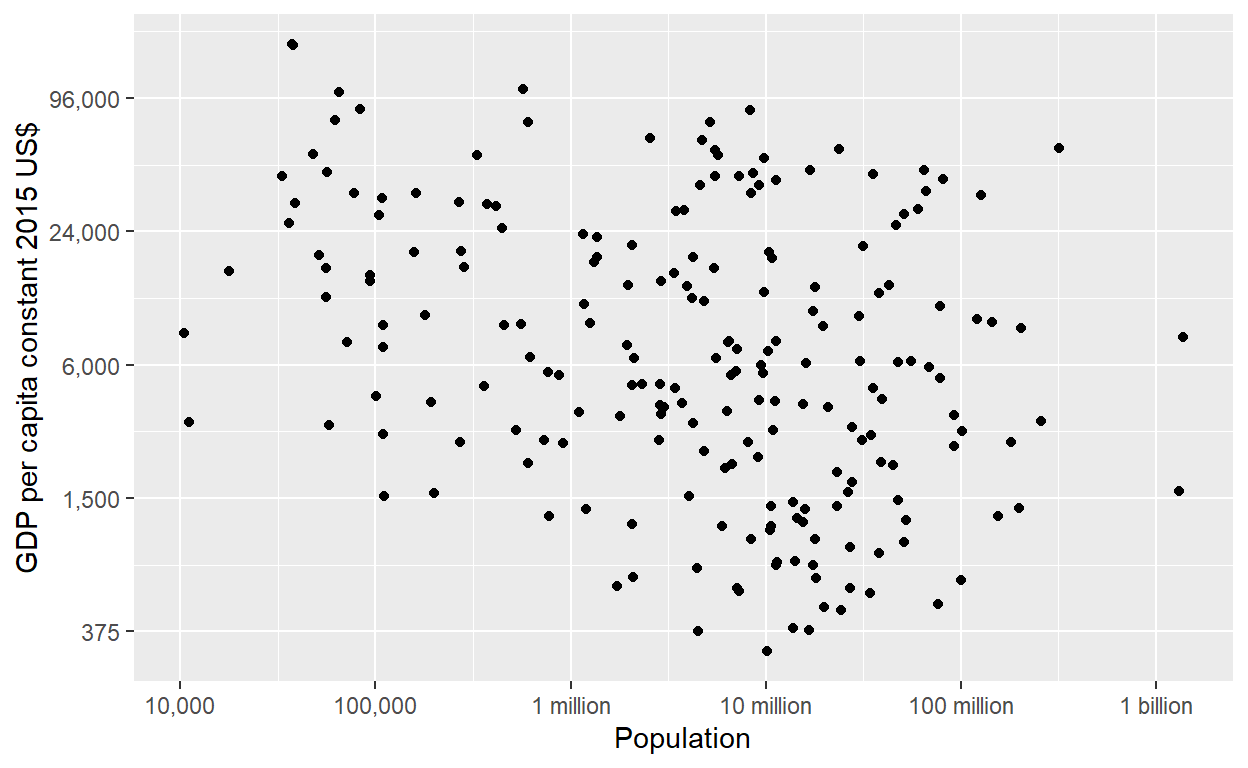 GDP per capita constant 2015 US$
96,000
24,000
6,000
1,500
375
10,000
100,000
1 million
10 million
100 million
1 billion
Population